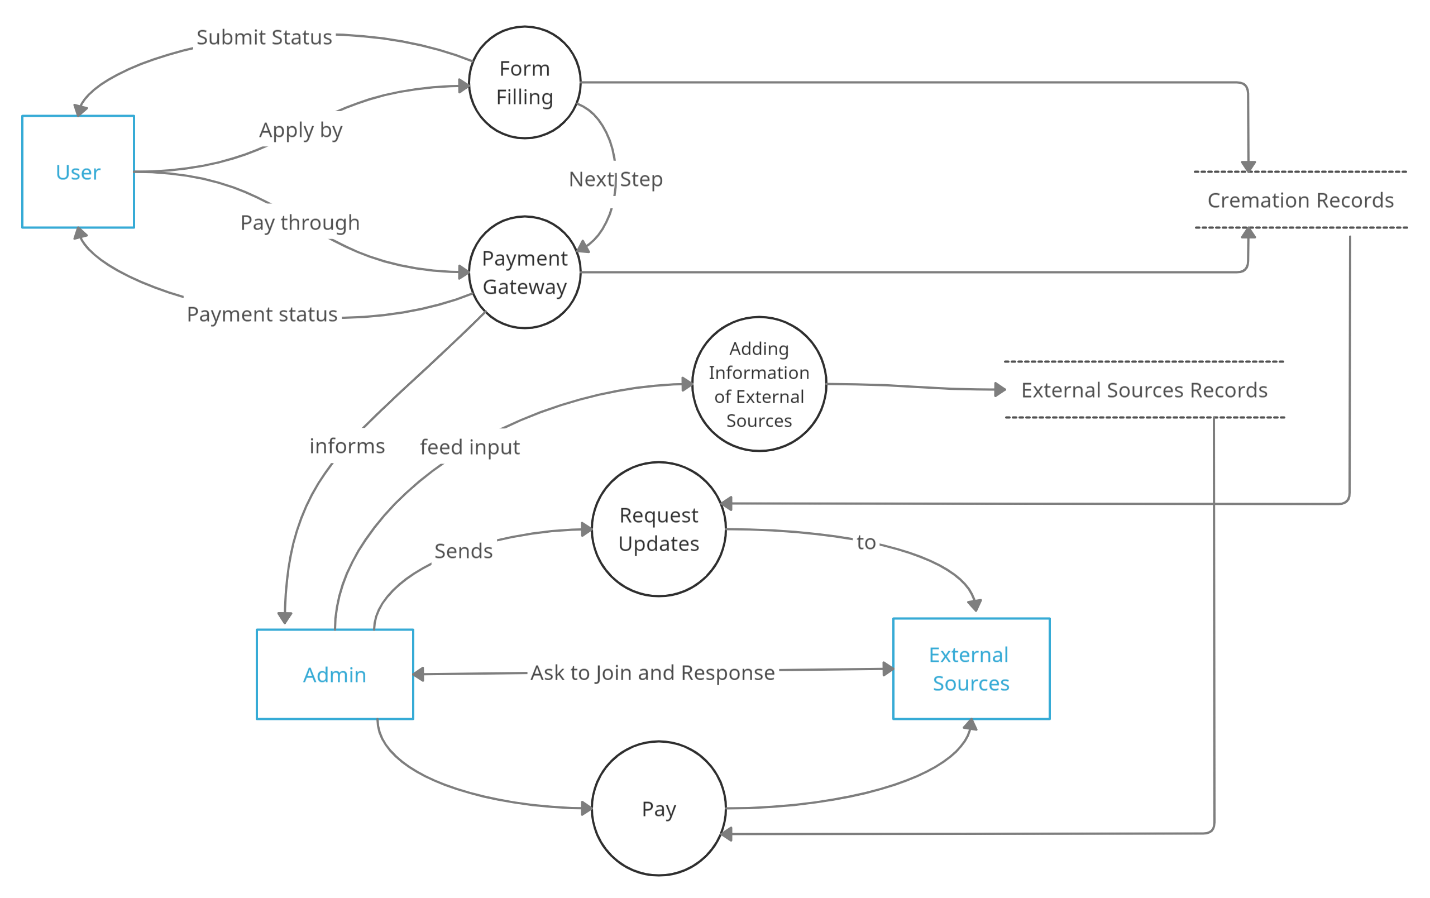 Submit Status
Form
Filling
Apply by
User
Next Step
Cremation Records
Pay through
Payment
Gateway
Payment status
Adding
Information
of External
Sources
External Sources Records
informs
feed input
Request
Updates
Sends
to
External
Sources
Admin
Ask to Join and Response
Pay